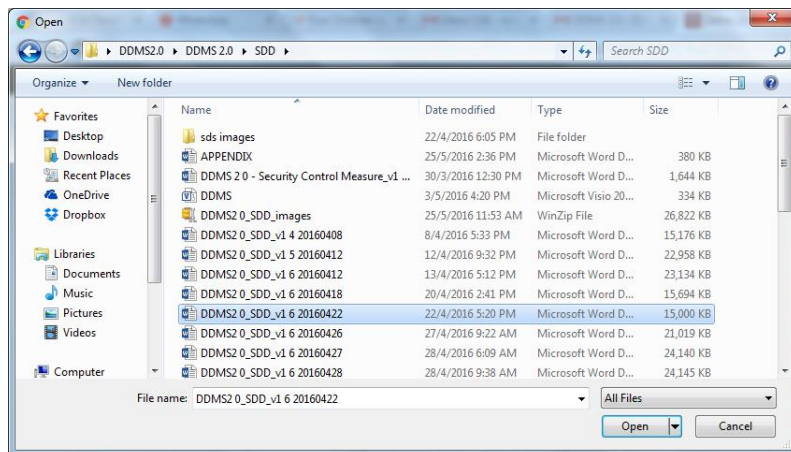 Open
DDMS2.0 ▸ DDMS 2.0 ▸ SDD ▸ Search SDD
Organize New folder
Name Date modified Type Size
Favorites
Desktop
Downloads
Recent Places
OneDrive
Dropbox
Libraries
Documents
Music
Pictures
Videos
Computer
sds images 22/4/2016 6:05 PM File folder
APPENDIX 25/5/2016 2:36 PM Microsoft Word D... 380 KB
DDMS 2 0 - Security Control Measure_v1 ... 30/3/2016 12:30 PM Microsoft Word D... 1,644 KB
DDMS 3/5/2016 4:20 PM Microsoft Visio 20... 334 KB
DDMS2 0_SDD_images 25/5/2016 11:53 AM WinZip File 26,822 KB
DDMS2 0_SDD_v1 4 20160408 8/4/2016 5:33 PM Microsoft Word D... 15,176 KB
DDMS2 0_SDD_v1 5 20160412 12/4/2016 9:32 PM Microsoft Word D... 22,958 KB
DDMS2 0_SDD_v1 6 20160412 13/4/2016 5:12 PM Microsoft Word D... 23,134 KB
DDMS2 0_SDD_v1 6 20160418 20/4/2016 2:41 PM Microsoft Word D... 15,694 KB
DDMS2 0_SDD_v1 6 20160422 22/4/2016 5:20 PM Microsoft Word D... 15,000 KB
DDMS2 0_SDD_v1 6 20160426 27/4/2016 9:22 AM Microsoft Word D... 21,019 KB
DDMS2 0_SDD_v1 6 20160427 28/4/2016 6:09 AM Microsoft Word D... 24,140 KB
DDMS2 0_SDD_v1 6 20160428 28/4/2016 9:38 AM Microsoft Word D... 24,145 KB
File name: DDMS2 0_SDD_v1 6 20160422 All Files
Open Cancel